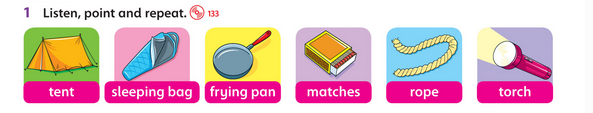 1 Listen, point and repeat. 133
tent sleeping bag frying pan matches rope torch